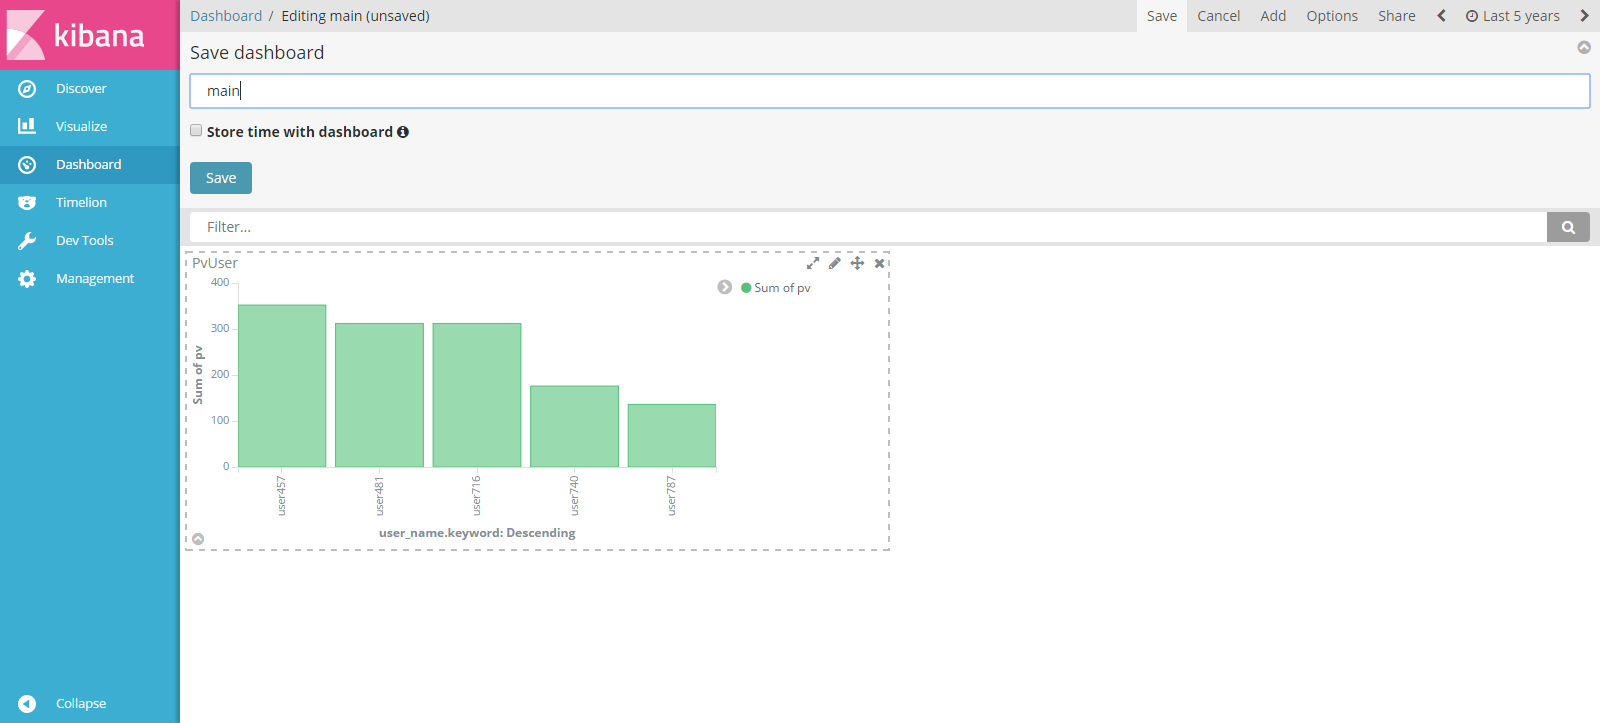 kibana
Discover
Visualize
Dashboard
Timelion
Dev Tools
Management
Collapse
Dashboard / Editing main (unsaved)
Save Cancel Add Options Share Last 5 years
Save dashboard
main
Store time with dashboard
Save
Filter...
PvUser
Sum of pv
400
300
200
100
0
Sum of pv
user457
user481
user716
user740
user787
user_name.keyword: Descending